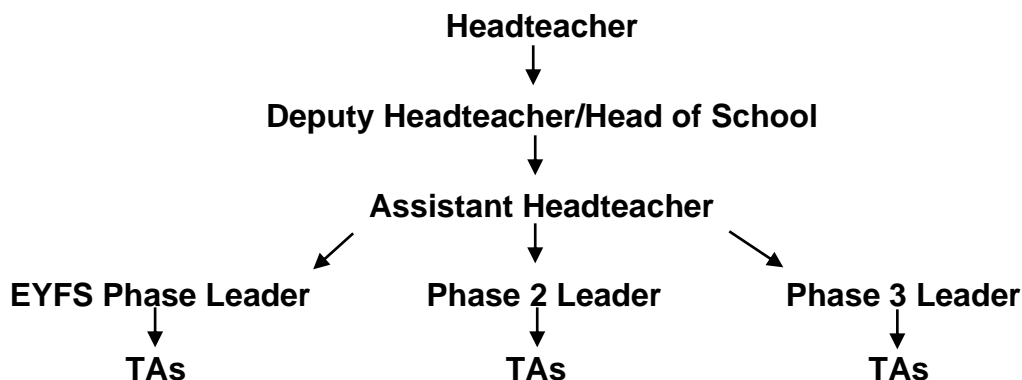 Headteacher
Deputy Headteacher/Head of School
Assistant Headteacher
EYFS Phase Leader Phase 2 Leader Phase 3 Leader
TAs TAs TAs